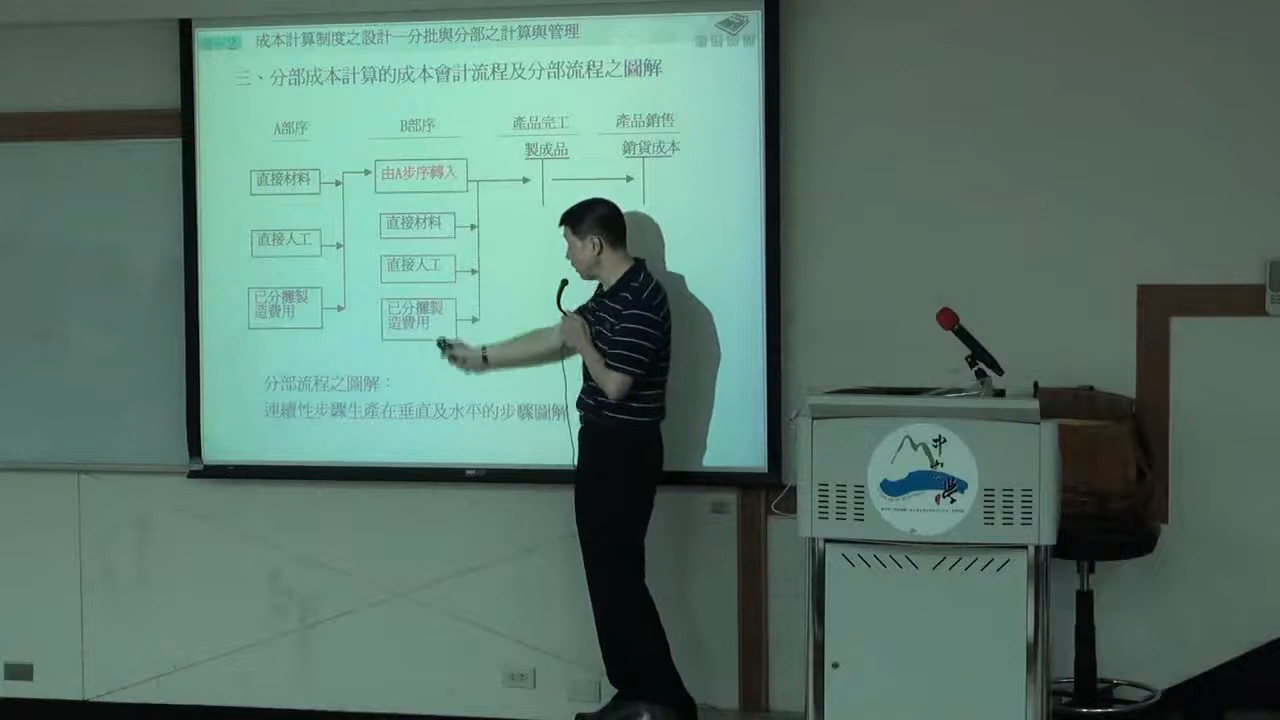 成本計算制度之設計—分批與分部之計算與管理
三、分部成本計算的成本會計流程及分部流程之圖解
A部序
B部序
產品完工
產品銷售
製成品
銷貨成本
直接材料
由A步序轉入
直接材料
直接人工
直接人工
已分攤製
造費用
已分攤製
造費用
分部流程之圖解：
連續性步驟生產在垂直及水平的步驟圖解
中
山
學